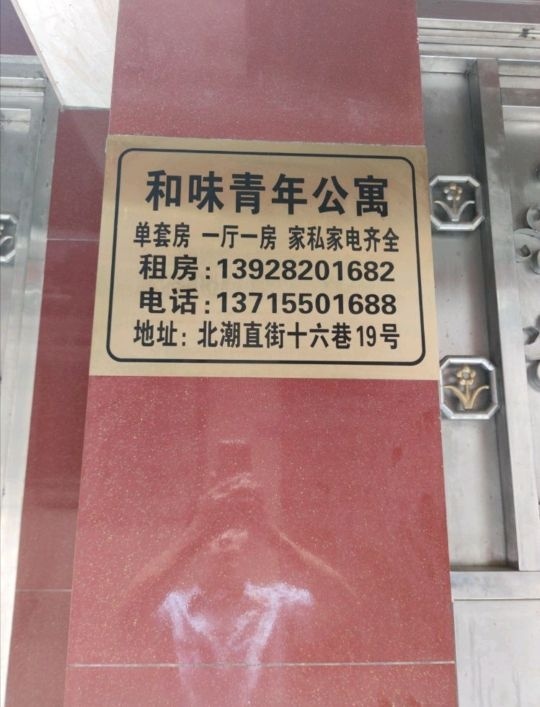 和味青年公寓
单套房 一厅一房 家私家电齐全
租房:13928201682
电话:13715501688
地址: 北潮直街十六巷19号